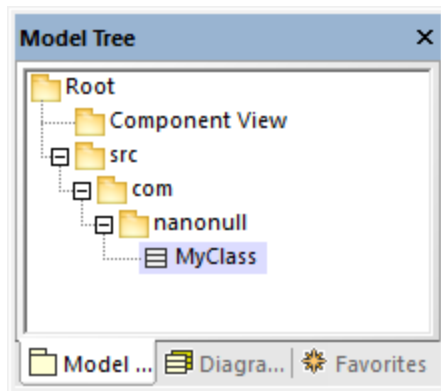 Model Tree
Root
Component View
src
com
nanonull
MyClass
Model ... Diagra... Favorites